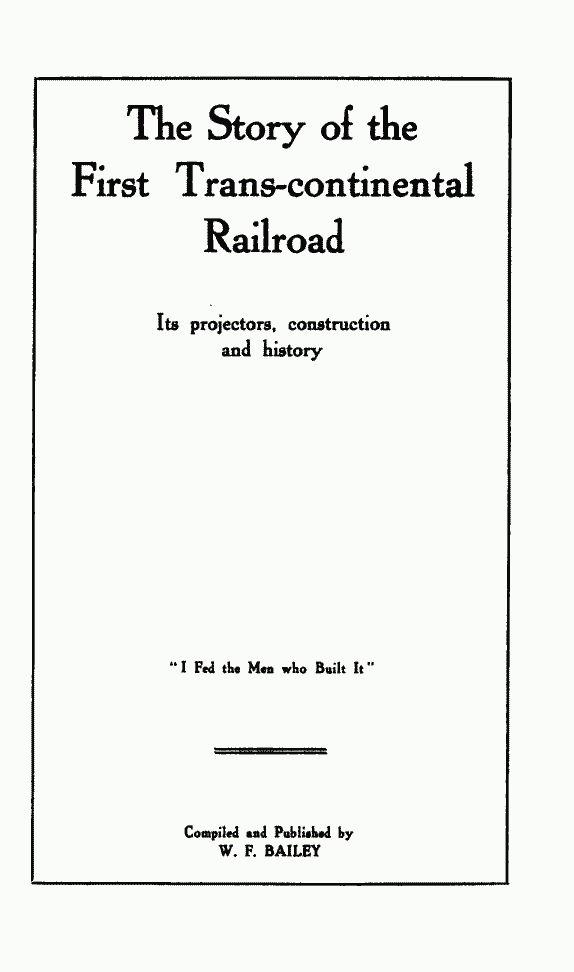 The Story of the
First Trans-continental
Railroad
Its projectors, construction
and history
"I Fed the Men who Built It"
Compiled and Published by
W. F. BAILEY